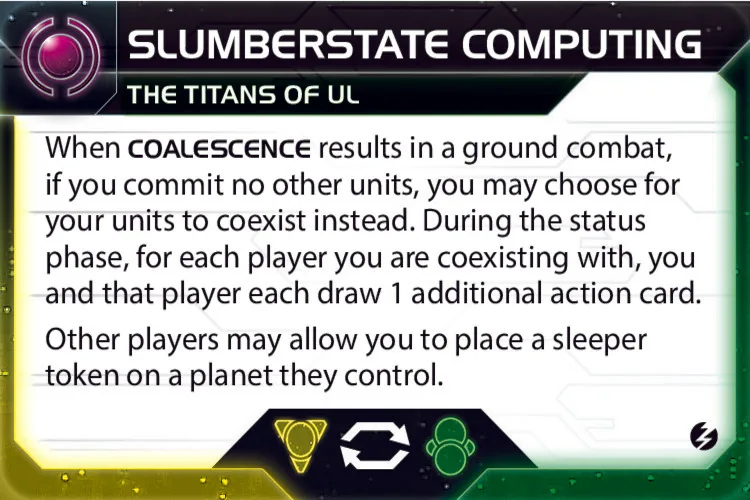 SLUMBERSTATE COMPUTING
THE TITANS OF UL
When COALESCENCE results in a ground combat,
if you commit no other units, you may choose for
your units to coexist instead. During the status
phase, for each player you are coexisting with, you
and that player each draw 1 additional action card.
Other players may allow you to place a sleeper
token on a planet they control.